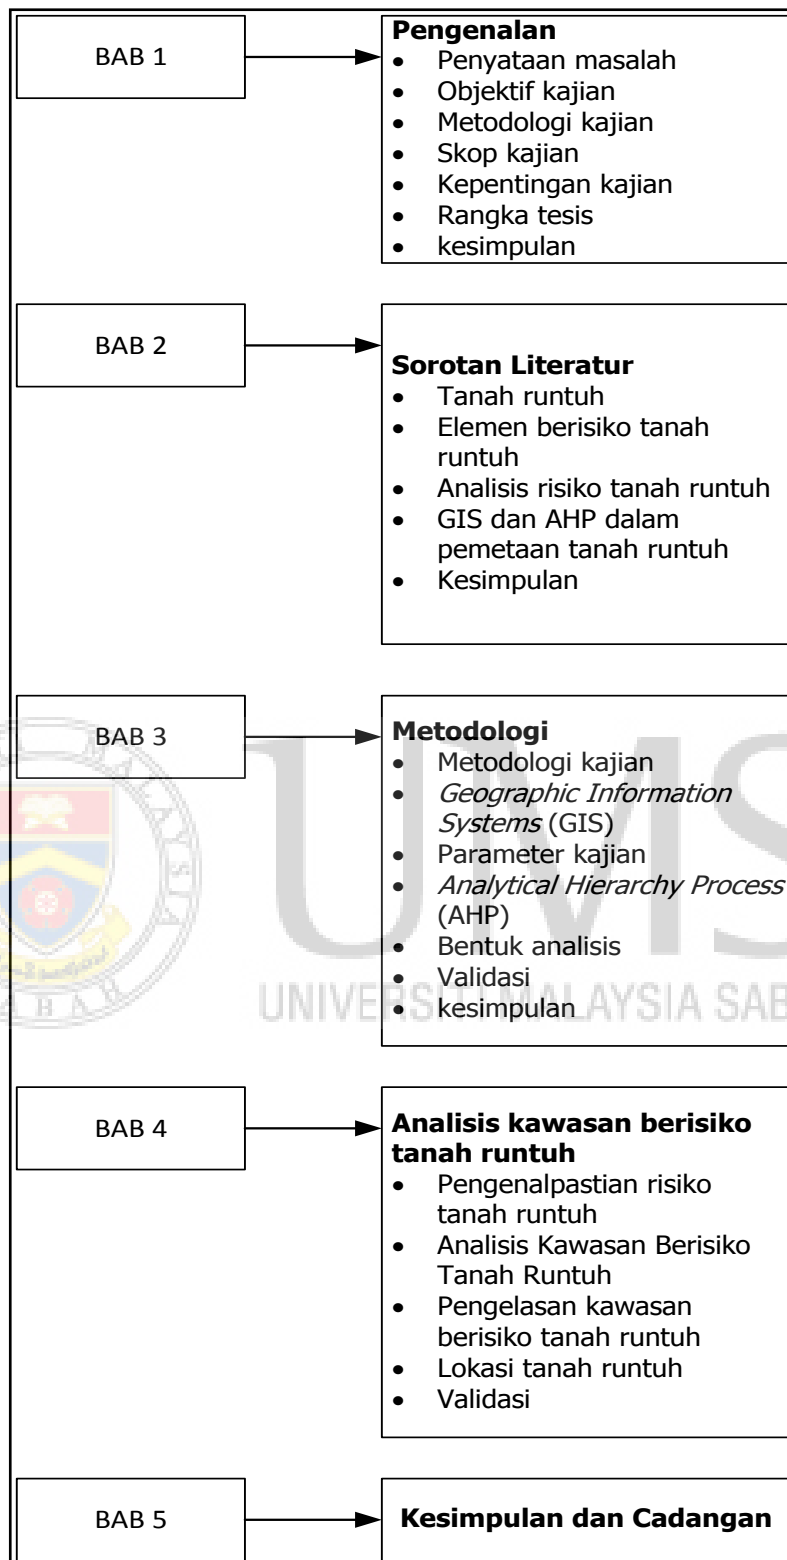 BAB 1
Pengenalan
• Penyataan masalah
• Objektif kajian
• Metodologi kajian
• Skop kajian
• Kepentingan kajian
• Rangka tesis
• kesimpulan
BAB 2
Sorotan Literatur
• Tanah runtuh
• Elemen berisiko tanah
runtuh
• Analisis risiko tanah runtuh
• GIS dan AHP dalam
pemetaan tanah runtuh
• Kesimpulan
BAB 3
Metodologi
• Metodologi kajian
• Geographic Information
Systems (GIS)
• Parameter kajian
• Analytical Hierarchy Process
(AHP)
• Bentuk analisis
• Validasi
• kesimpulan
UMS
UNIVERSITI MALAYSIA SAB
BAB 4
Analisis kawasan berisiko
tanah runtuh
• Pengenalpastian risiko
tanah runtuh
• Analisis Kawasan Berisiko
Tanah Runtuh
• Pengelasan kawasan
berisiko tanah runtuh
• Lokasi tanah runtuh
• Validasi
BAB 5
Kesimpulan dan Cadangan